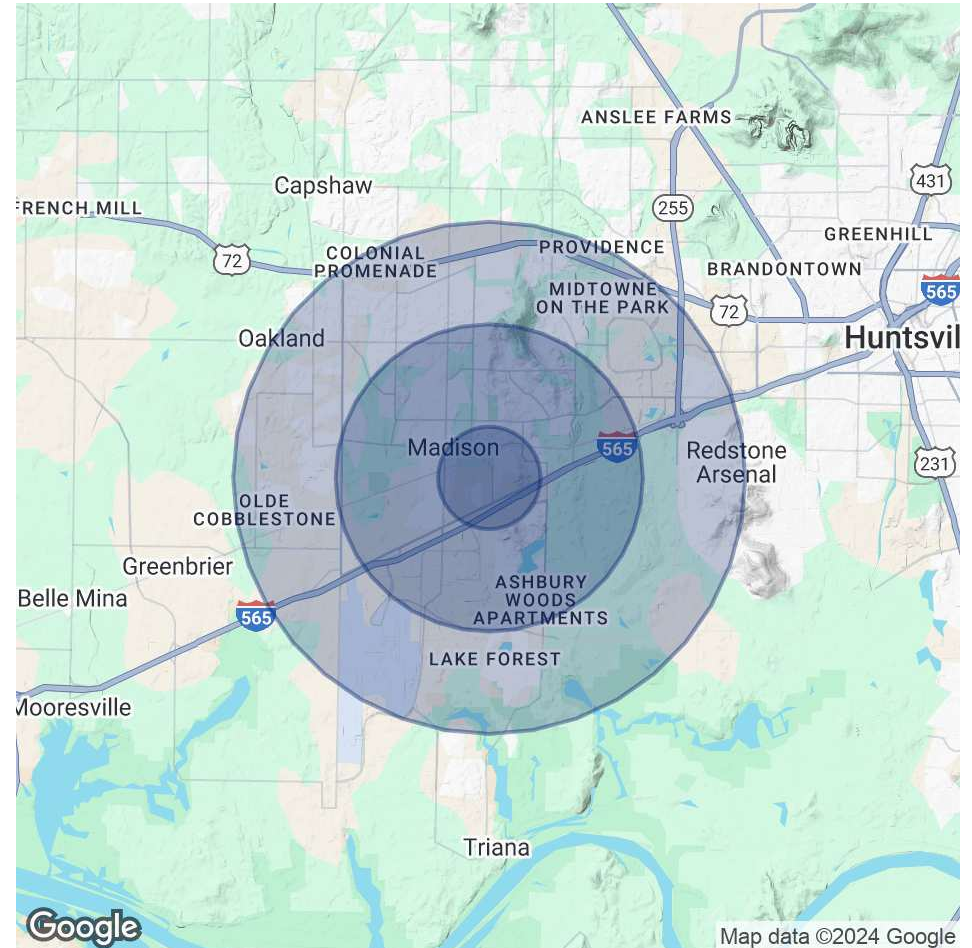 ANSLEE FARMS
Capshaw
431
FRENCH MILL
255
GREENHILL
COLONIAL
PROMENADE
PROVIDENCE
72
BRANDONTOWN
MIDTOWNE
ON THE PARK
565
72
Oakland
Huntsvil
Madison
565
Redstone
Arsenal
231
OLDE
COBBLESTONE
Greenbrier
ASHBURY
WOODS
APARTMENTS
Belle Mina
565
LAKE FOREST
Mooresville
Triana
Google
Map data ©2024 Google